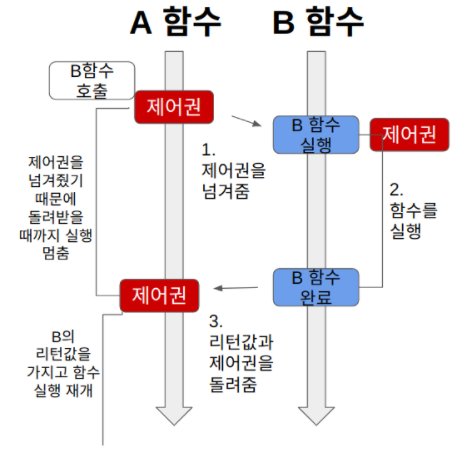 A 함수
B 함수
B함수
호출
제어권
B 함수
실행
제어권
1.
제어권을
넘겨줌
제어권을
넘겨줬기
때문에
돌려받을
때까지 실행
멈춤
2.
함수를
실행
제어권
B 함수
완료
3.
리턴값과
제어권을
돌려줌
B의
리턴값을
가지고 함수
실행 재개